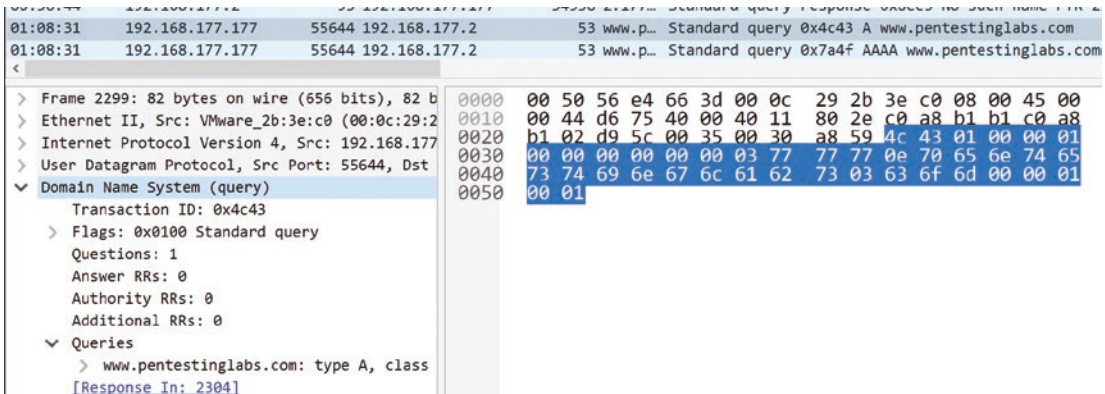 01:08:31 192.168.177.177 55644 192.168.177.2 53 www.p… Standard query 0x4c43 A www.pentestinglabs.com
01:08:31 192.168.177.177 55644 192.168.177.2 53 www.p… Standard query 0x7a4f AAAA www.pentestinglabs.com
<
> Frame 2299: 82 bytes on wire (656 bits), 82 b
> Ethernet II, Src: VMware_2b:3e:c0 (00:0c:29:2
> Internet Protocol Version 4, Src: 192.168.177
> User Datagram Protocol, Src Port: 55644, Dst
Domain Name System (query)
Transaction ID: 0x4c43
> Flags: 0x0100 Standard query
Questions: 1
Answer RRs: 0
Authority RRs: 0
Additional RRs: 0
Queries
> www.pentestinglabs.com: type A, class
[Response In: 2304]
0000 00 50 56 e4 66 3d 00 0c 29 2b 3e c0 08 00 45 00
0010 00 44 d6 75 40 00 40 11 80 2e c0 a8 b1 b1 c0 a8
0020 b1 02 d9 5c 00 35 00 30 a8 59 4c 43 01 00 00 01
0030 00 00 00 00 00 00 03 77 77 77 0e 70 65 6e 74 65
0040 73 74 69 6e 67 6c 61 62 73 03 63 6f 6d 00 00 01
0050 00 01